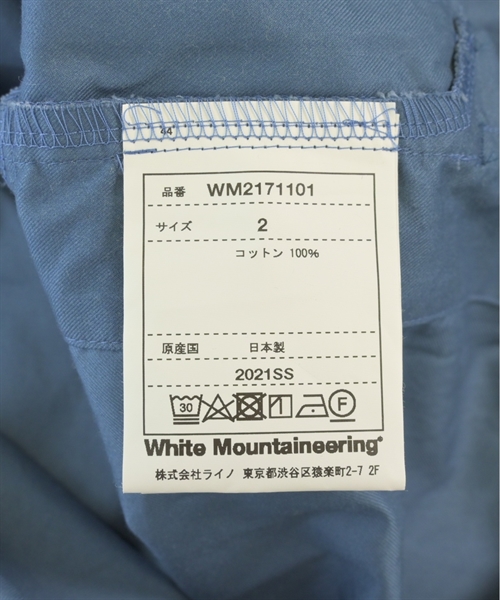 44
品番 WM2171101
サイズ 2
コットン 100%
原産国 日本製
2021SS
30 F
White Mountaineering
株式会社ライノ 東京都渋谷区猿楽町2-7 2F